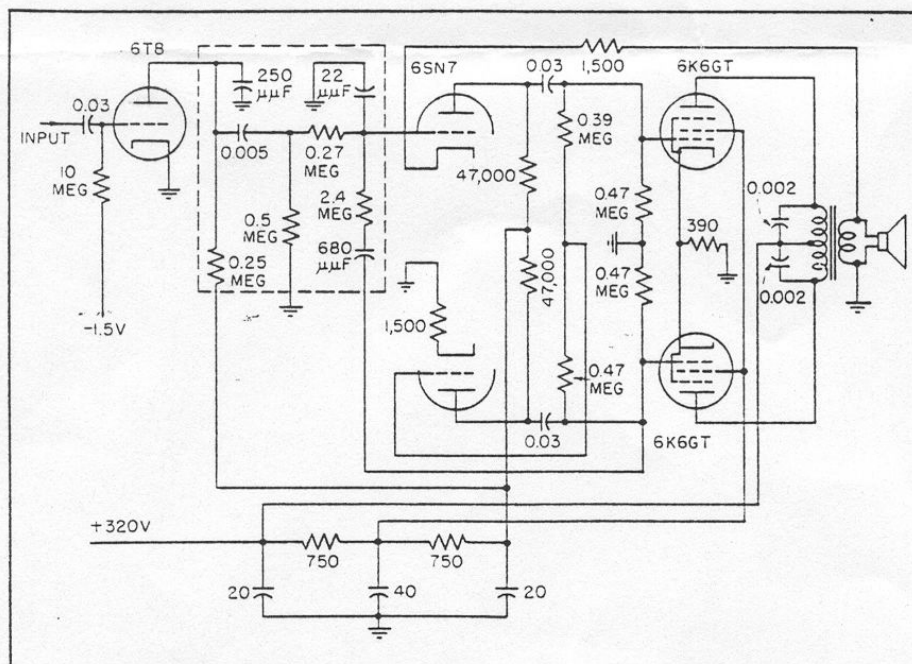 6T8
0.03
INPUT
10
MEG
-1.5V
250
μμF
22
μμF
0.005
0.27
MEG
2.4
MEG
0.5
MEG
680
μμF
0.25
MEG
6SN7
1,500
0.03
1,500
6K6GT
0.39
MEG
47,000
0.47
MEG
390
0.002
47,000
0.47
MEG
0.002
0.47
MEG
0.03
6K6GT
+320V
750
750
20
40
20